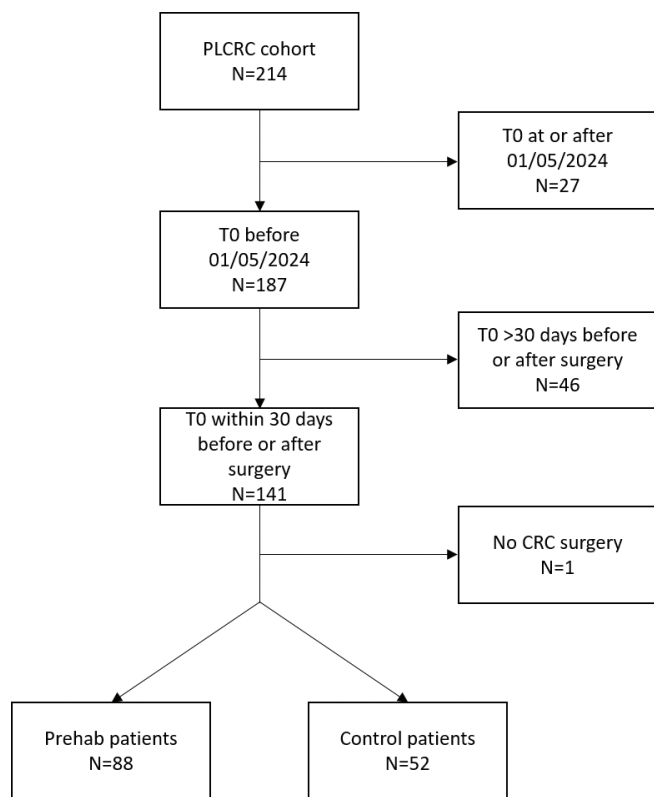 PLCRC cohort
N=214
T0 at or after
01/05/2024
N=27
T0 before
01/05/2024
N=187
T0 >30 days before
or after surgery
N=46
T0 within 30 days
before or after
surgery
N=141
No CRC surgery
N=1
Prehab patients
N=88
Control patients
N=52